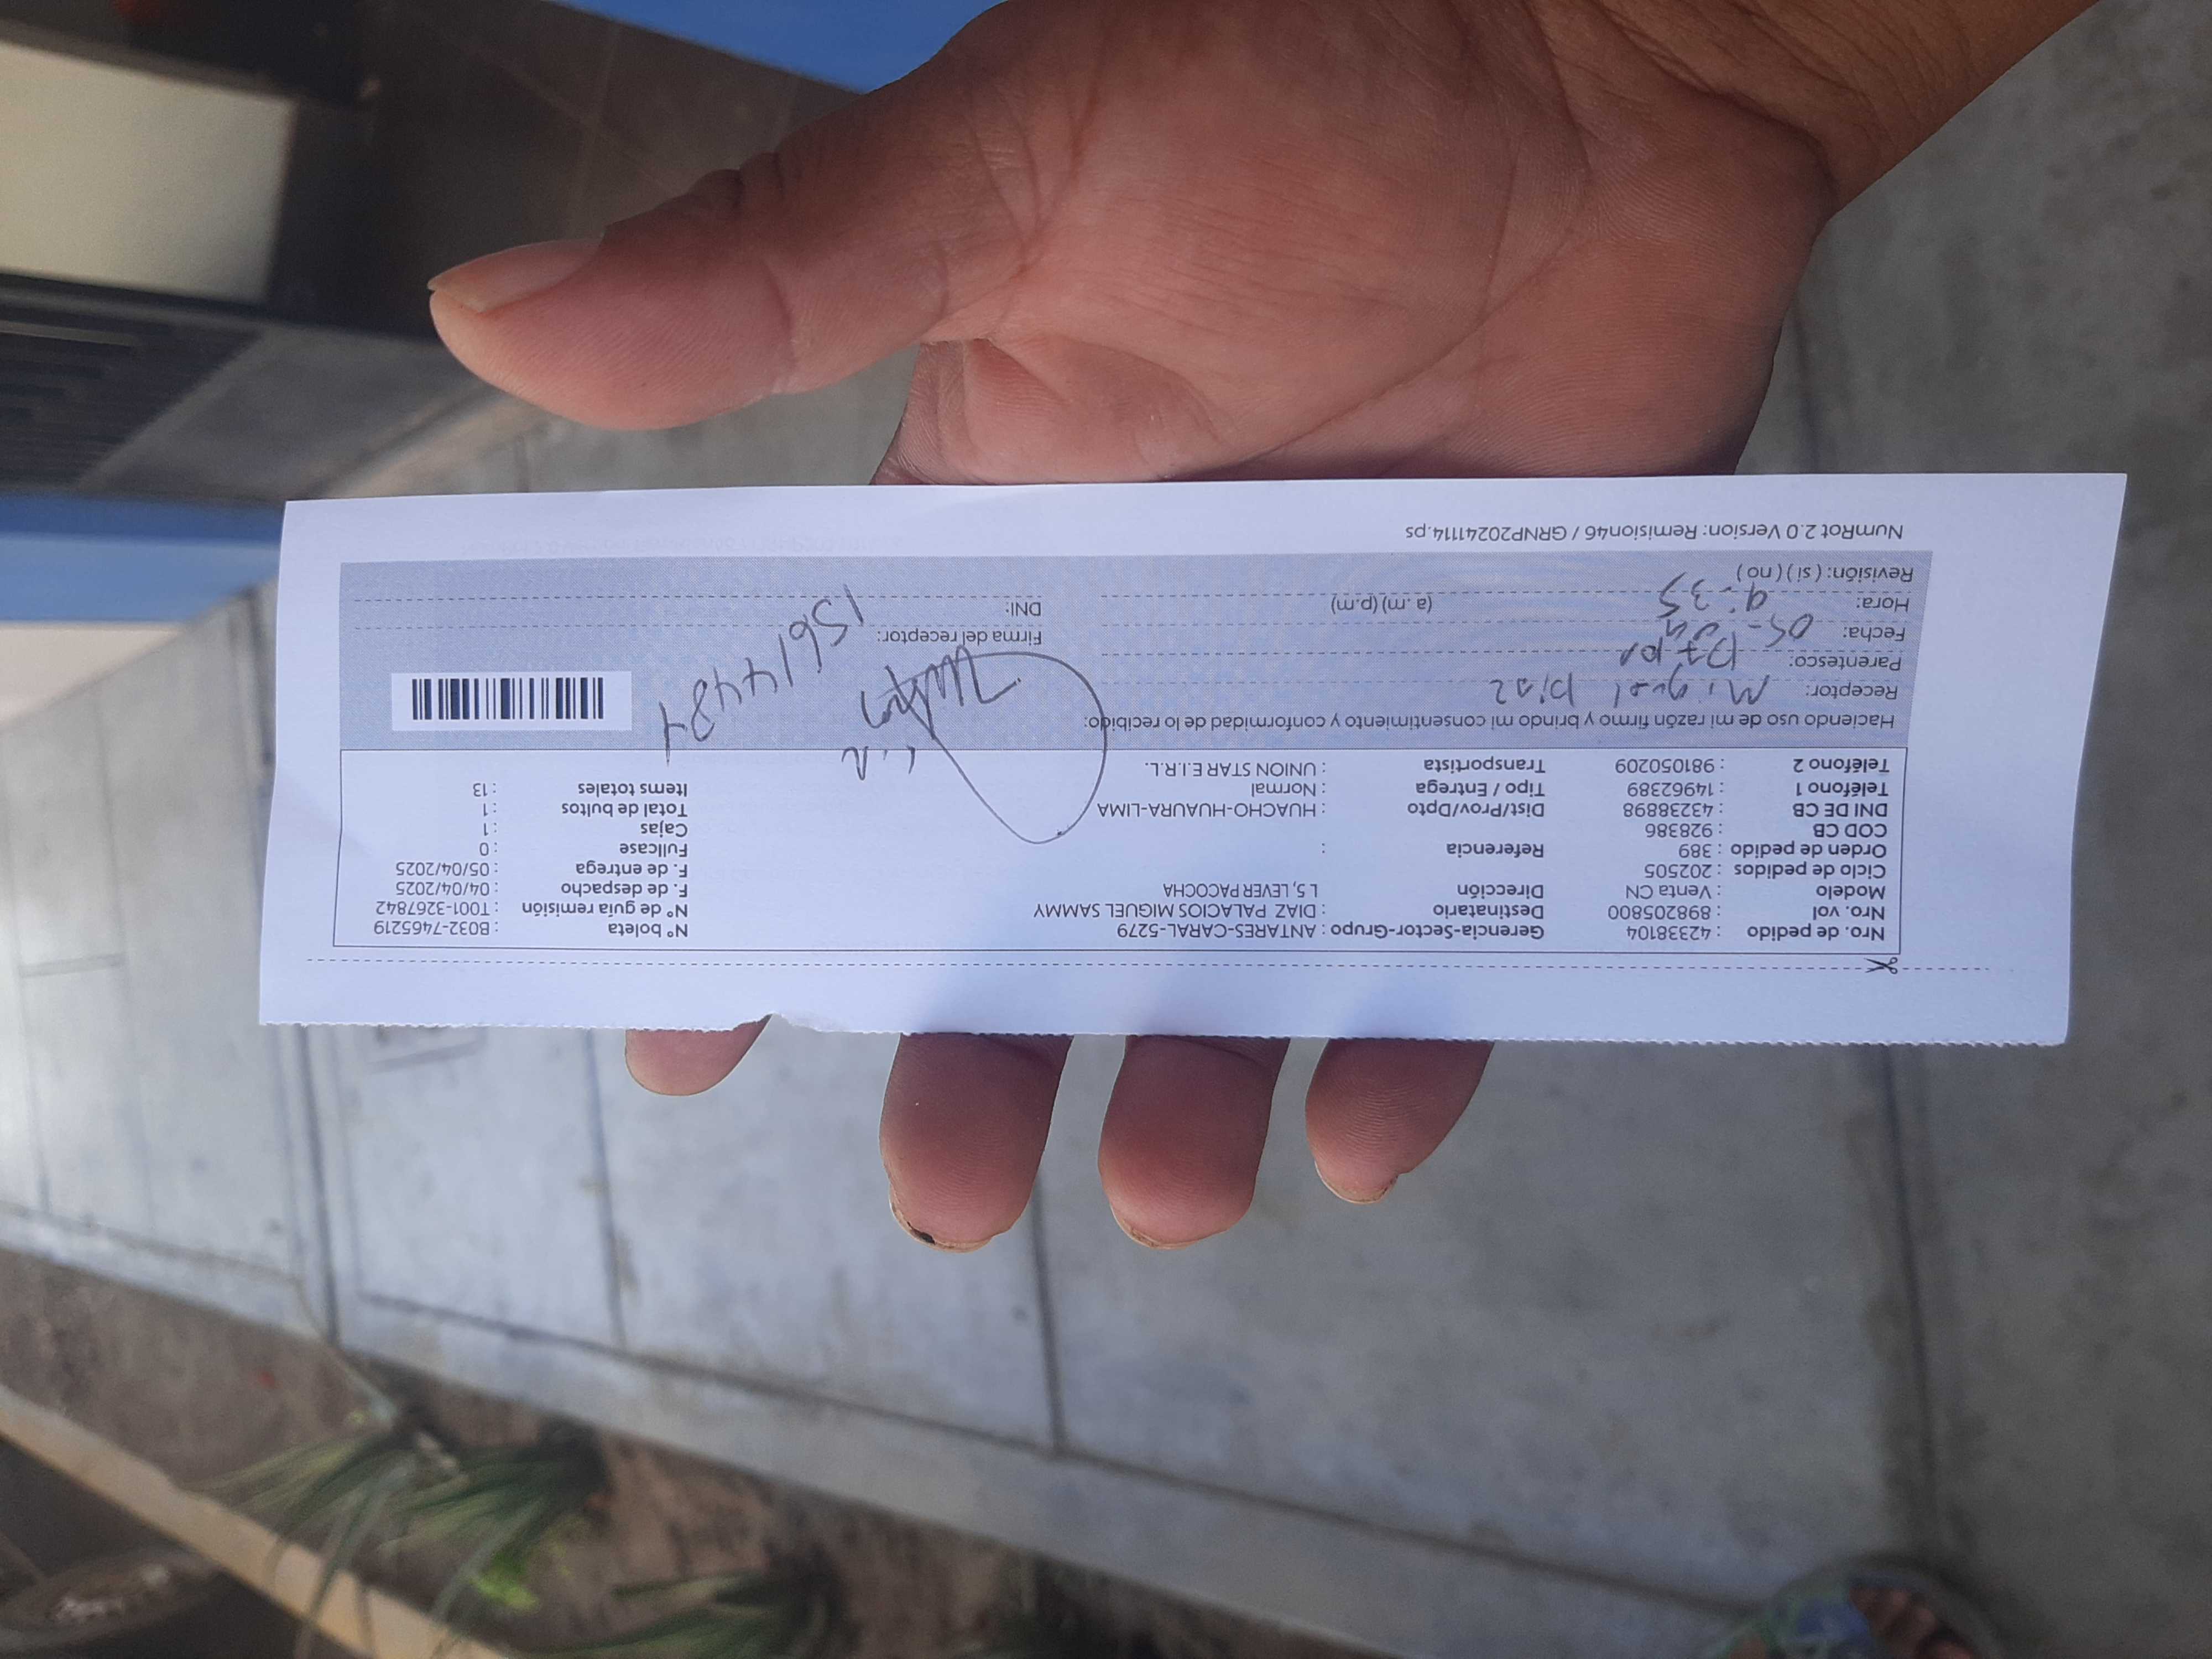 Nro. de pedido : 42338104 Gerencia-Sector-Grupo : ANTARES-CARAL-5279 N° boleta : B032-7465219
Nro. vol : 898205800 Destinatario : DIAZ PALACIOS MIGUEL SAMMY N° de guia remisión : T001-3267842
Modelo : Venta CN Dirección L 5, LEVER PACOCHA F. de despacho : 04/04/2025
Ciclo de pedidos : 202505 F. de entrega : 05/04/2025
Orden de pedido : 389 Referencia : Fullcase : 0
COD CB : 928386 Cajas : 1
DNI DE CB : 43238898 Dist/Prov/Dpto : HUACHO-HUAURA-LIMA Total de bultos : 1
Teléfono 1 : 14962389 Tipo / Entrega : Normal Items totales : 13
Teléfono 2 : 981050209 Transportista : UNION STAR E.I.R.L.
Haciendo uso de mi razón firmo y brindo mi consentimiento y conformidad de lo recibido:
Receptor: Miguel Diaz
Parentesco:
Fecha: 05-04 Firma del receptor:
Hora: 9:35 (a. m) (p.m) DNI: 15614484
Revisión: ( si ) ( no )
NumRot 2.0 Version: Remision46 / GRNP20241114.ps